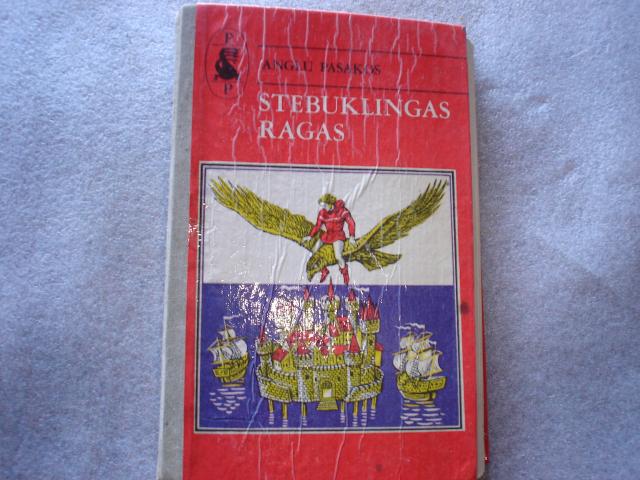 P
P
ANGLŲ PASAKOS
STEBUKLINGAS
RAGAS